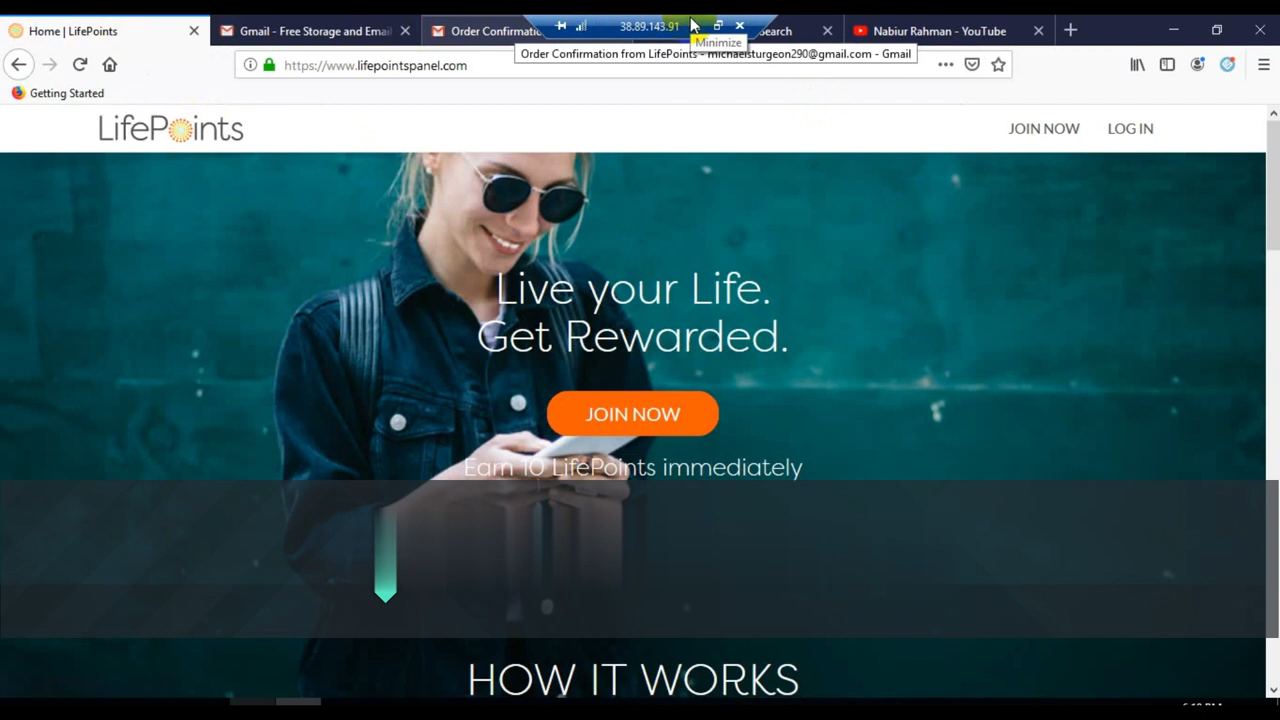 Home | LifePoints
Gmail - Free Storage and Email
Order Confirmation
38.89.143.91
Search
Nabiur Rahman - YouTube
Minimize
Order Confirmation from LifePoints - michaelsturgeon290@gmail.com - Gmail
https://www.lifepointspanel.com
Getting Started
LifePoints
JOIN NOW
LOG IN
Live your Life.
Get Rewarded.
JOIN NOW
Earn 10 LifePoints immediately
HOW IT WORKS